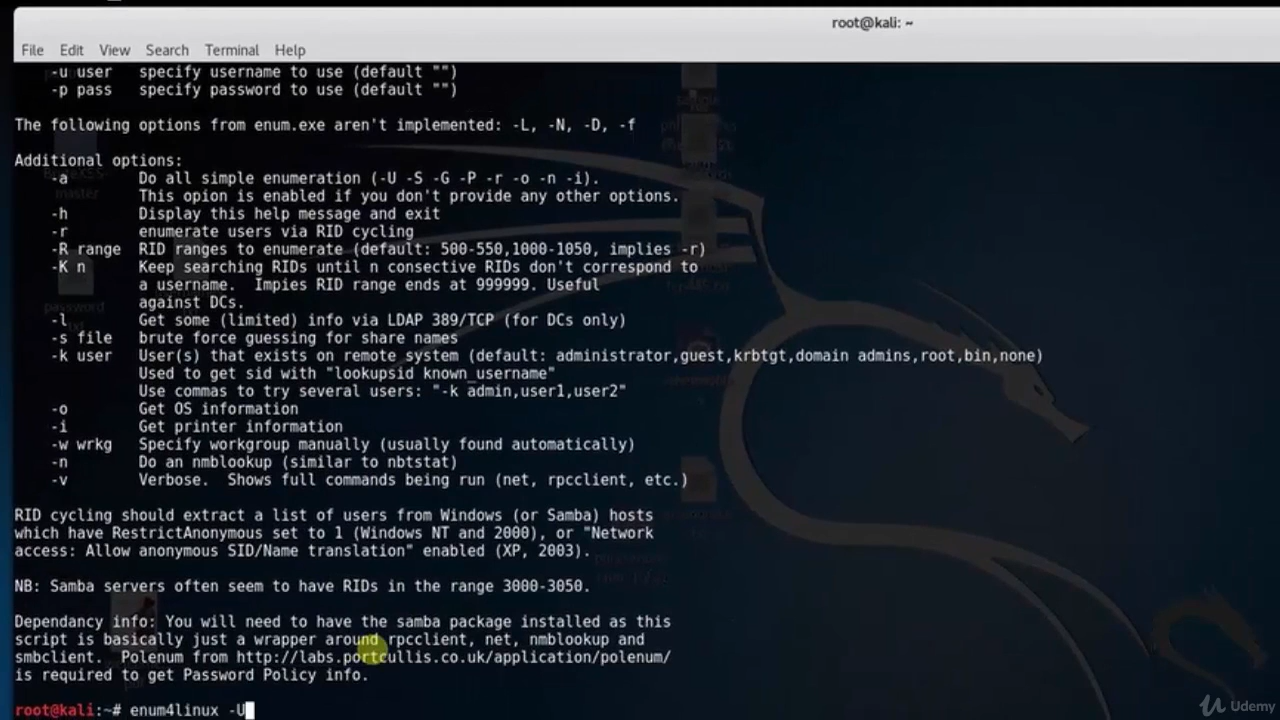 root@kali: ~
File Edit View Search Terminal Help
-u user specify username to use (default "")
-p pass specify password to use (default "")
The following options from enum.exe aren't implemented: -L, -N, -D, -f
Additional options:
-a Do all simple enumeration (-U -S -G -P -r -o -n -i).
This opion is enabled if you don't provide any other options.
-h Display this help message and exit
-r enumerate users via RID cycling
-R range RID ranges to enumerate (default: 500-550,1000-1050, implies -r)
-K n Keep searching RIDs until n consective RIDs don't correspond to
a username. Impies RID range ends at 999999. Useful
against DCs.
-l Get some (limited) info via LDAP 389/TCP (for DCs only)
-s file brute force guessing for share names
-k user User(s) that exists on remote system (default: administrator,guest,krbtgt,domain admins,root,bin,none)
Used to get sid with "lookupsid known_username"
Use commas to try several users: "-k admin,user1,user2"
-o Get OS information
-i Get printer information
-w wrkg Specify workgroup manually (usually found automatically)
-n Do an nmblookup (similar to nbtstat)
-v Verbose. Shows full commands being run (net, rpcclient, etc.)
RID cycling should extract a list of users from Windows (or Samba) hosts
which have RestrictAnonymous set to 1 (Windows NT and 2000), or "Network
access: Allow anonymous SID/Name translation" enabled (XP, 2003).
NB: Samba servers often seem to have RIDs in the range 3000-3050.
Dependancy info: You will need to have the samba package installed as this
script is basically just a wrapper around rpcclient, net, nmblookup and
smbclient. Polenum from http://labs.portcullis.co.uk/application/polenum/
is required to get Password Policy info.
root@kali:~# enum4linux -U
Udemy